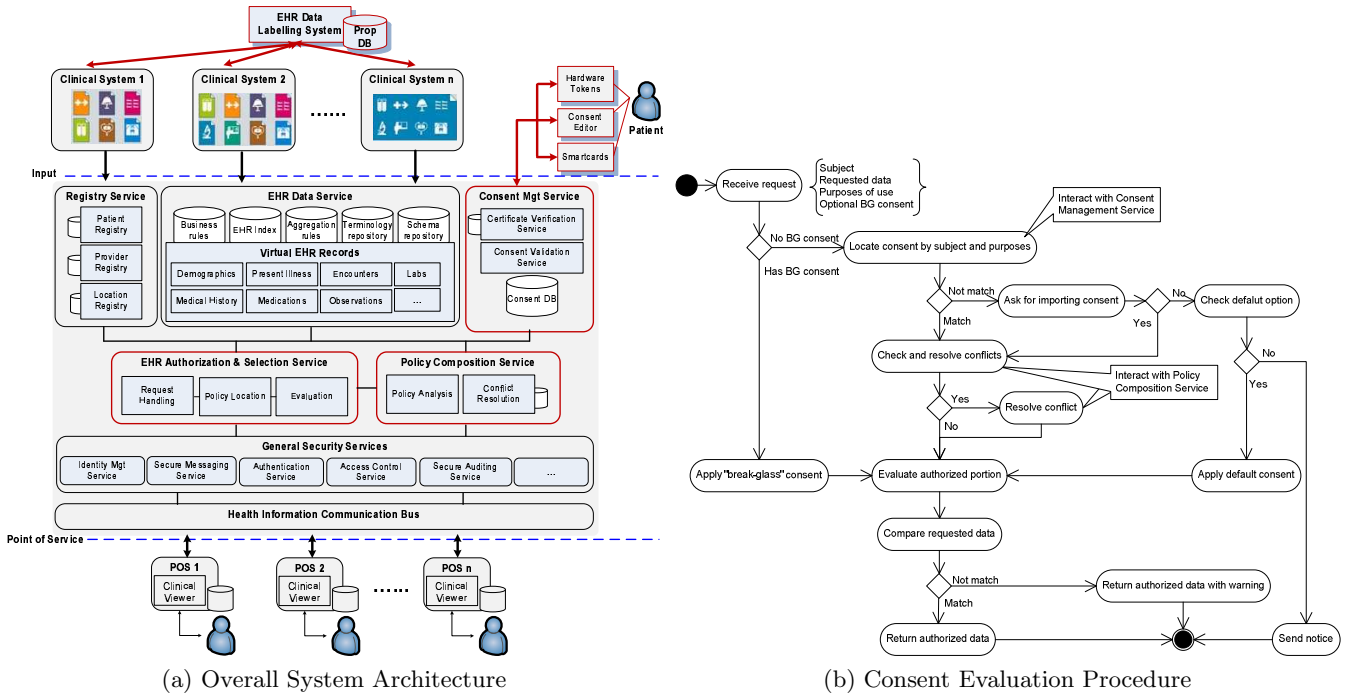 EHR Data
Labelling System
Prop
DB
Clinical System 1
Clinical System 2
......
Clinical System n
Hardware
Tokens
Consent
Editor
Smartcards
Patient
Input
Registry Service
Patient
Registry
Provider
Registry
Location
Registry
EHR Data Service
Business
rules
EHR Index
Aggregation
rules
Terminology
repository
Schema
repository
Virtual EHR Records
Demographics
Present Illness
Encounters
Labs
Medical History
Medications
Observations
...
Consent Mgt Service
Certificate Verification
Service
Consent Validation
Service
Consent DB
EHR Authorization & Selection Service
Request
Handling
Policy Location
Evaluation
Policy Composition Service
Policy Analysis
Conflict
Resolution
General Security Services
Identity Mgt
Service
Secure Messaging
Service
Authentication
Service
Access Control
Service
Secure Auditing
Service
...
Health Information Communication Bus
Point of Service
POS 1
Clinical
Viewer
POS 2
Clinical
Viewer
......
POS n
Clinical
Viewer
(a) Overall System Architecture
Receive request
Subject
Requested data
Purposes of use
Optional BG consent
Interact with Consent
Management Service
No BG consent
Locate consent by subject and purposes
Has BG consent
Not match
Ask for importing consent
No
Check defalut option
Match
Yes
Check and resolve conflicts
No
Interact with Policy
Composition Service
Yes
Yes
Resolve conflict
No
Apply "break-glass" consent
Evaluate authorized portion
Apply default consent
Compare requested data
Not match
Return authorized data with warning
Match
Return authorized data
Send notice
(b) Consent Evaluation Procedure